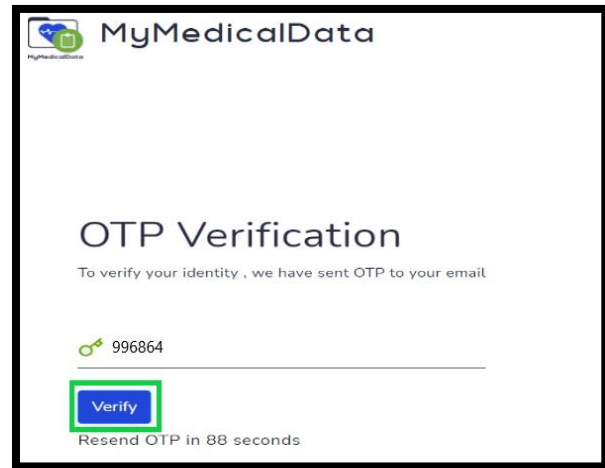 MyMedicalData
MyMedicalData
OTP Verification
To verify your identity , we have sent OTP to your email
996864
Verify
Resend OTP in 88 seconds